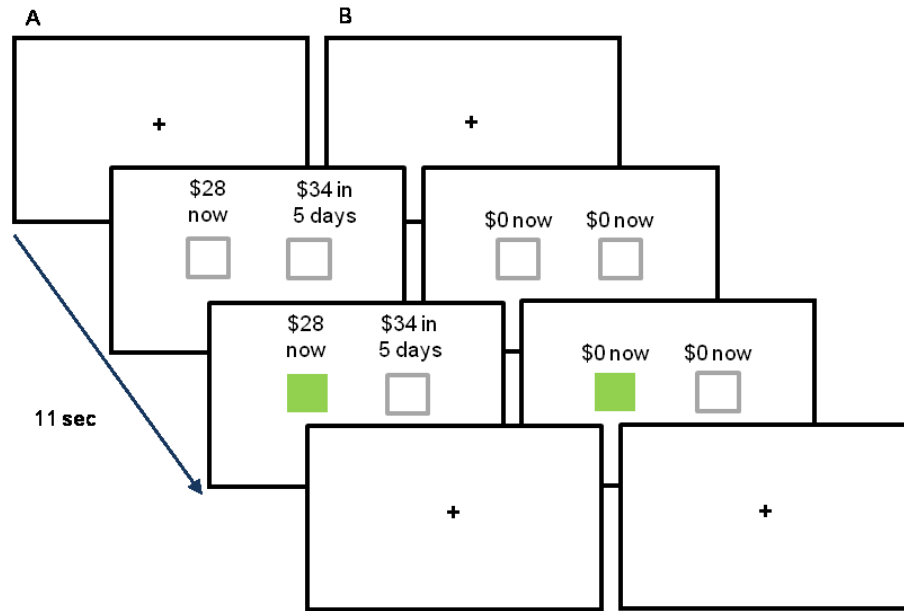 A
B
+
+
$28 now
$34 in 5 days
$0 now
$0 now
$28 now
$34 in 5 days
$0 now
$0 now
11 sec
+
+